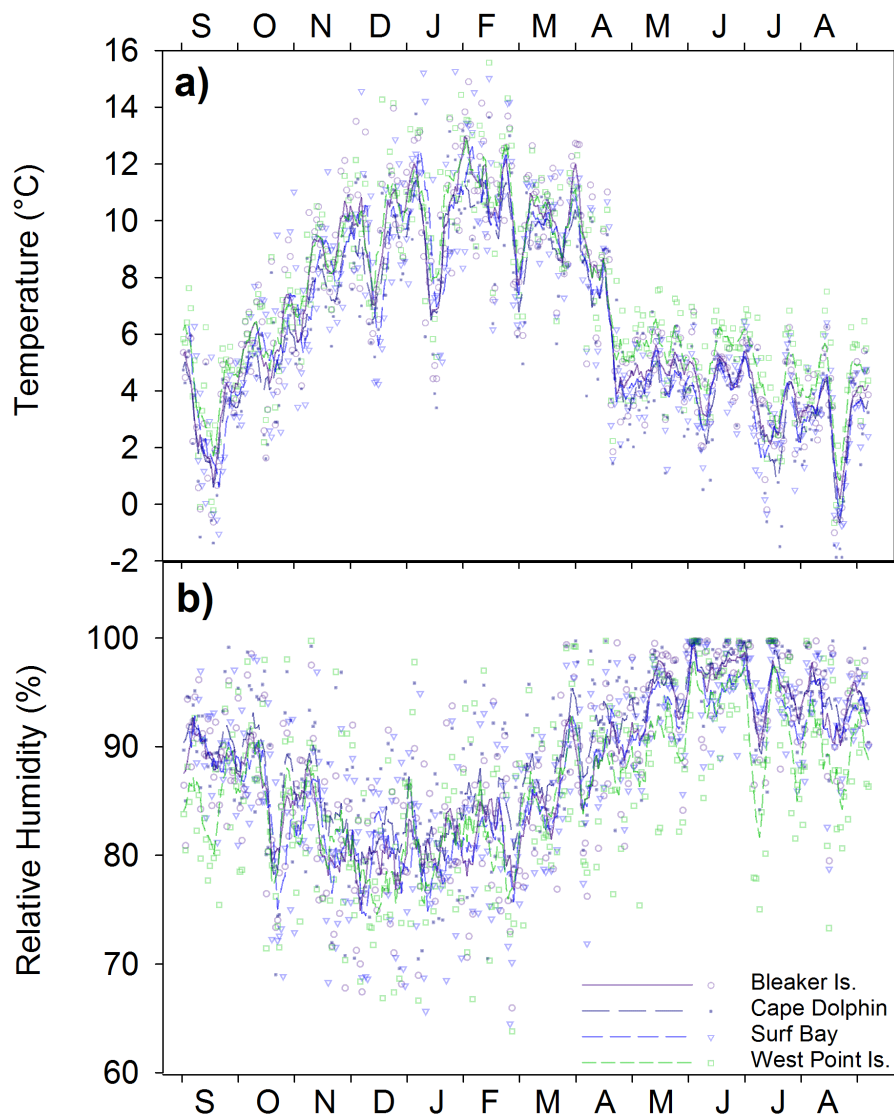 S O N D J F M A M J J A
16
a)
14
12
10
8
6
4
2
0
-2
Temperature (°C)
b)
100
90
80
70
60
Relative Humidity (%)
Bleaker Is.
Cape Dolphin
Surf Bay
West Point Is.
S O N D J F M A M J J A